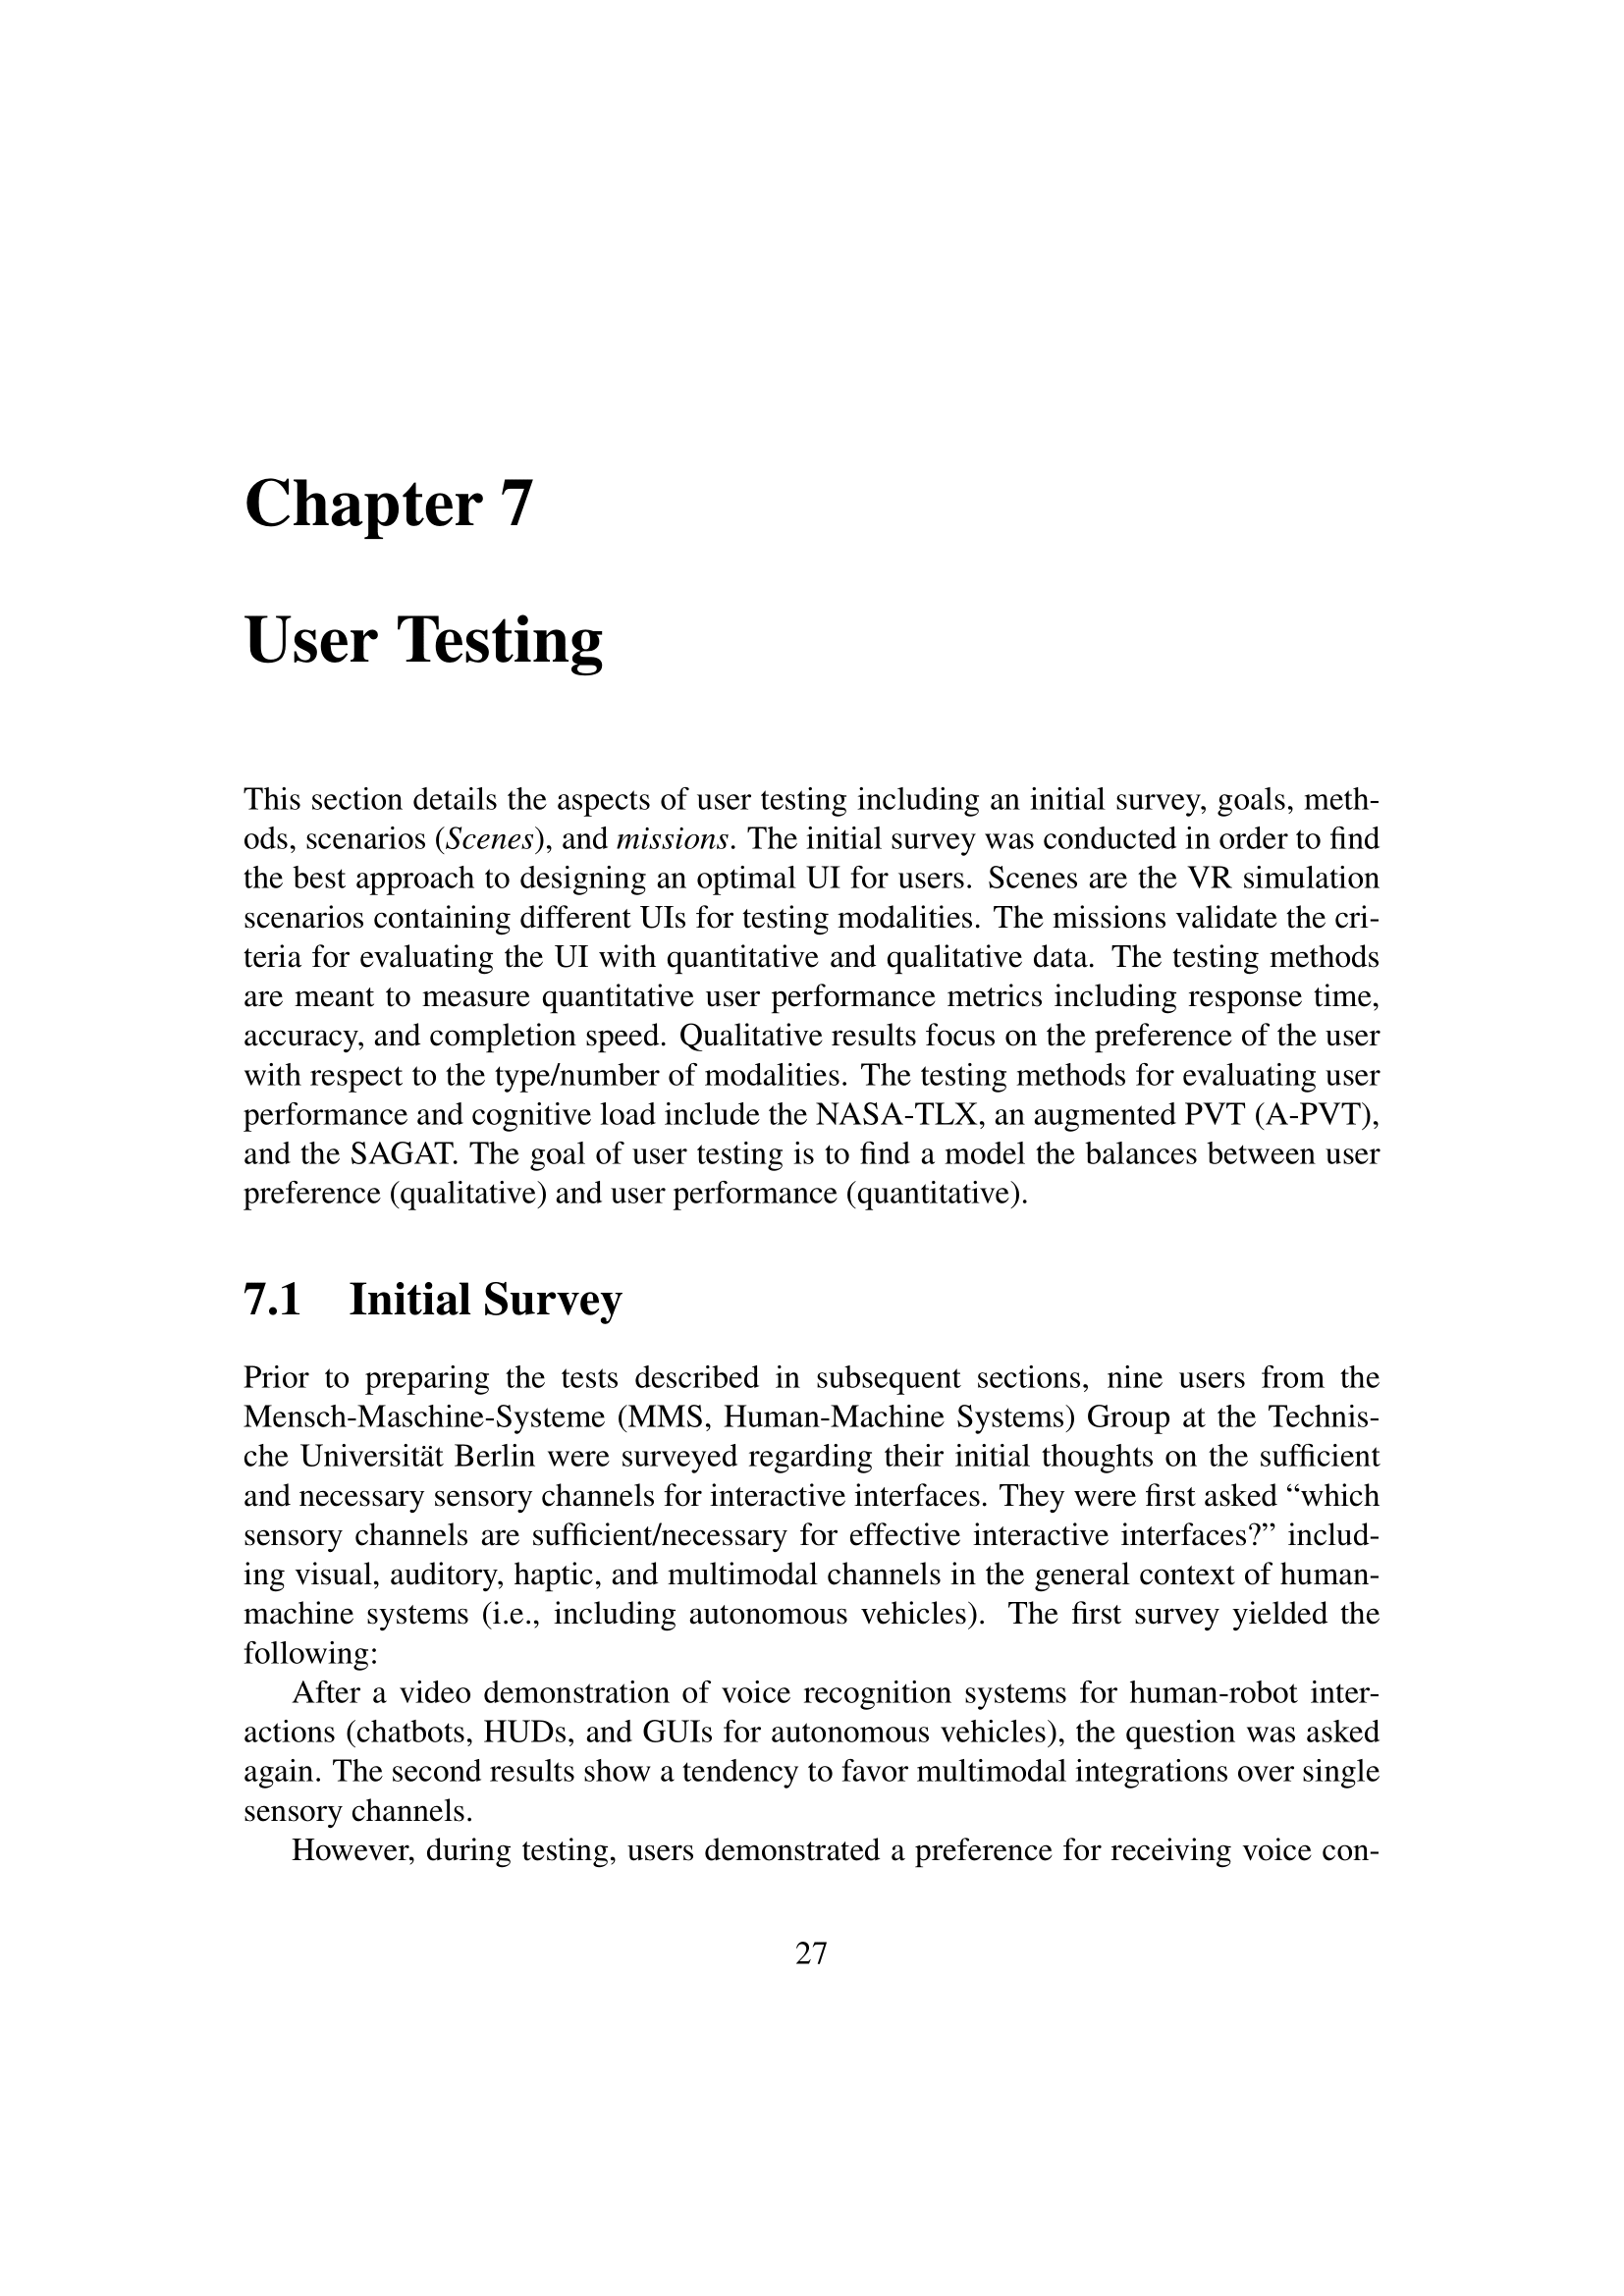 Chapter 7
User Testing
This section details the aspects of user testing including an initial survey, goals, meth-
ods, scenarios (Scenes), and missions. The initial survey was conducted in order to find
the best approach to designing an optimal UI for users. Scenes are the VR simulation
scenarios containing different UIs for testing modalities. The missions validate the cri-
teria for evaluating the UI with quantitative and qualitative data. The testing methods
are meant to measure quantitative user performance metrics including response time,
accuracy, and completion speed. Qualitative results focus on the preference of the user
with respect to the type/number of modalities. The testing methods for evaluating user
performance and cognitive load include the NASA-TLX, an augmented PVT (A-PVT),
and the SAGAT. The goal of user testing is to find a model the balances between user
preference (qualitative) and user performance (quantitative).
7.1 Initial Survey
Prior to preparing the tests described in subsequent sections, nine users from the
Mensch-Maschine-Systeme (MMS, Human-Machine Systems) Group at the Technis-
che Universität Berlin were surveyed regarding their initial thoughts on the sufficient
and necessary sensory channels for interactive interfaces. They were first asked “which
sensory channels are sufficient/necessary for effective interactive interfaces?” includ-
ing visual, auditory, haptic, and multimodal channels in the general context of human-
machine systems (i.e., including autonomous vehicles). The first survey yielded the
following:
After a video demonstration of voice recognition systems for human-robot inter-
actions (chatbots, HUDs, and GUIs for autonomous vehicles), the question was asked
again. The second results show a tendency to favor multimodal integrations over single
sensory channels.
However, during testing, users demonstrated a preference for receiving voice con-
27